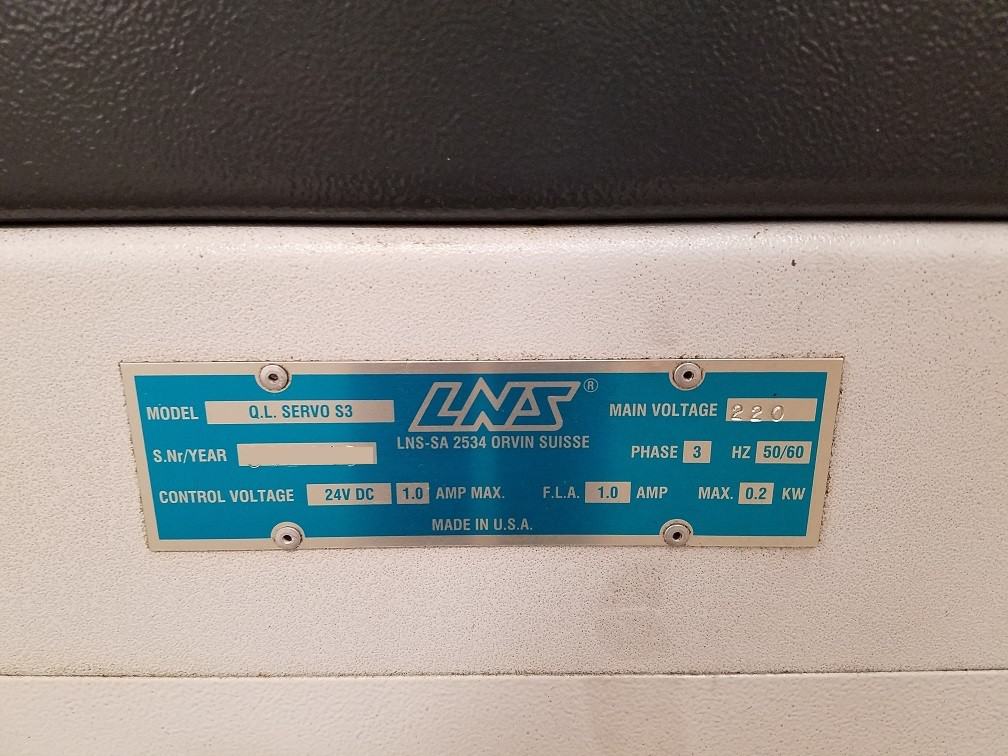 LNS®
LNS-SA 2534 ORVIN SUISSE
MODEL Q.L. SERVO S3
MAIN VOLTAGE 220
S.Nr/YEAR
PHASE 3 HZ 50/60
CONTROL VOLTAGE 24V DC 1.0 AMP MAX. F.L.A. 1.0 AMP MAX. 0.2 KW
MADE IN U.S.A.